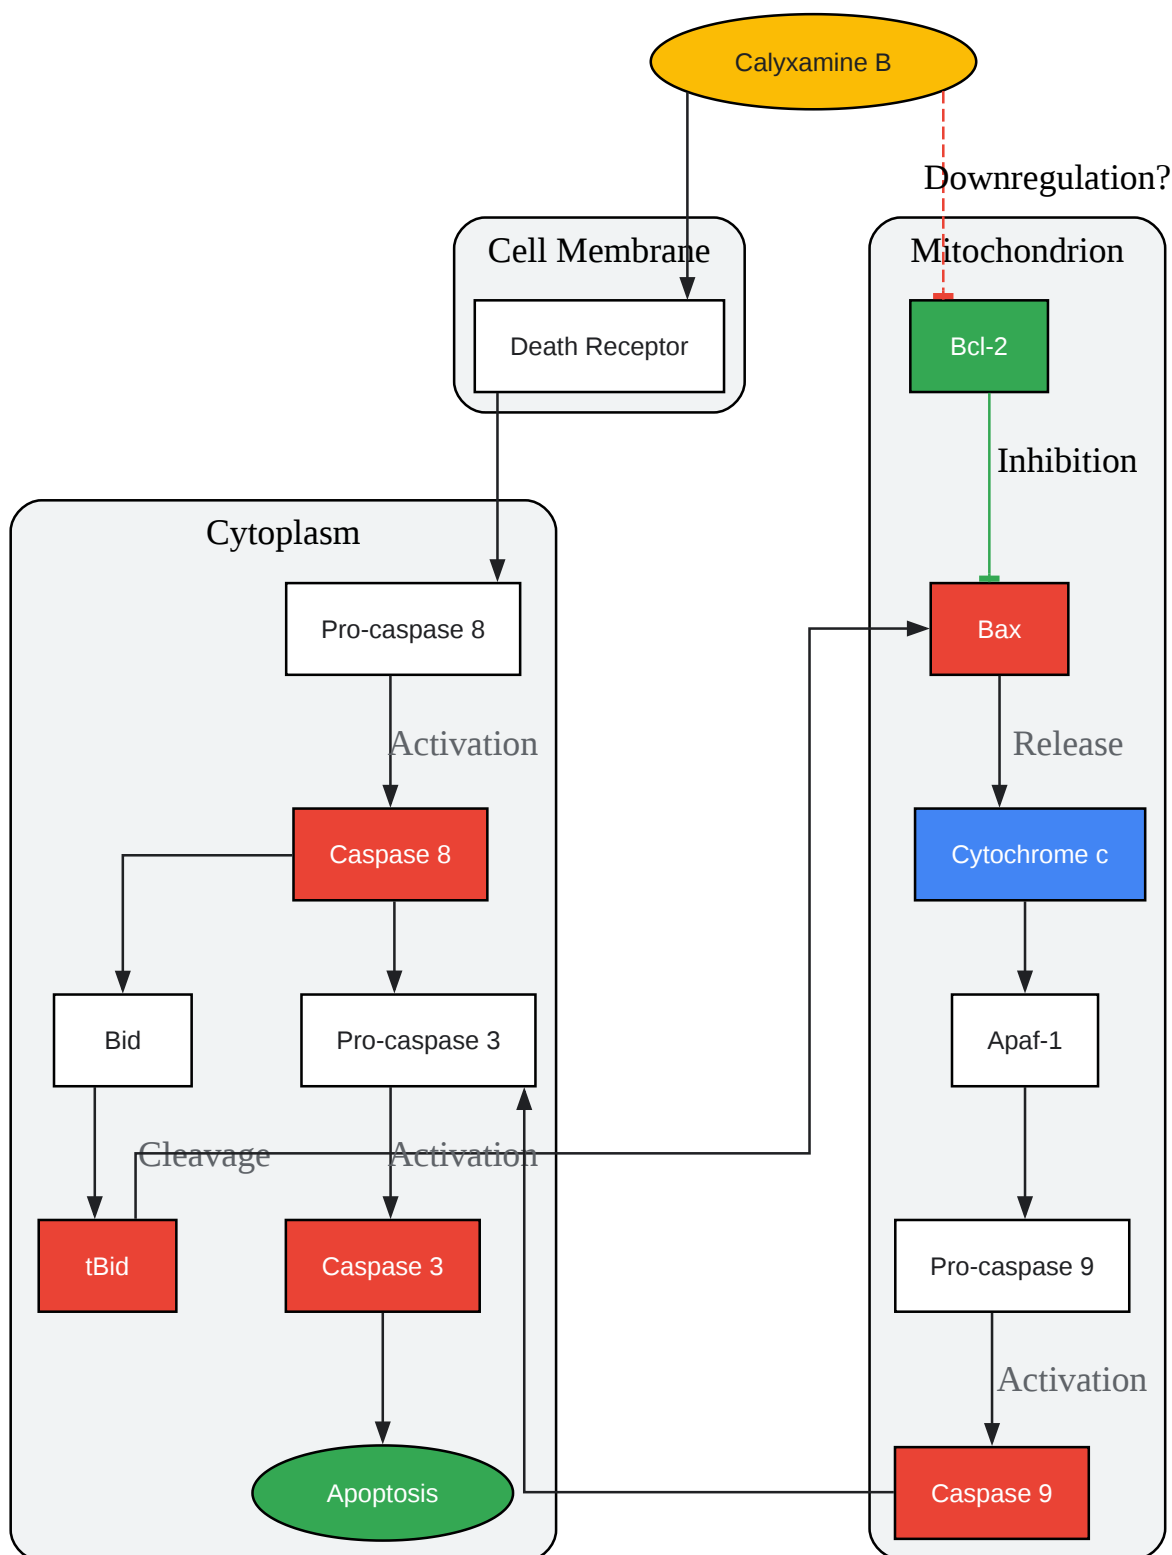 Calyxamine B
Downregulation?
Cell Membrane
Mitochondrion
Death Receptor
Bcl-2
Inhibition
Cytoplasm
Pro-caspase 8
Bax
Activation
Release
Caspase 8
Cytochrome c
Bid
Pro-caspase 3
Apaf-1
Cleavage
Activation
tBid
Caspase 3
Pro-caspase 9
Activation
Apoptosis
Caspase 9